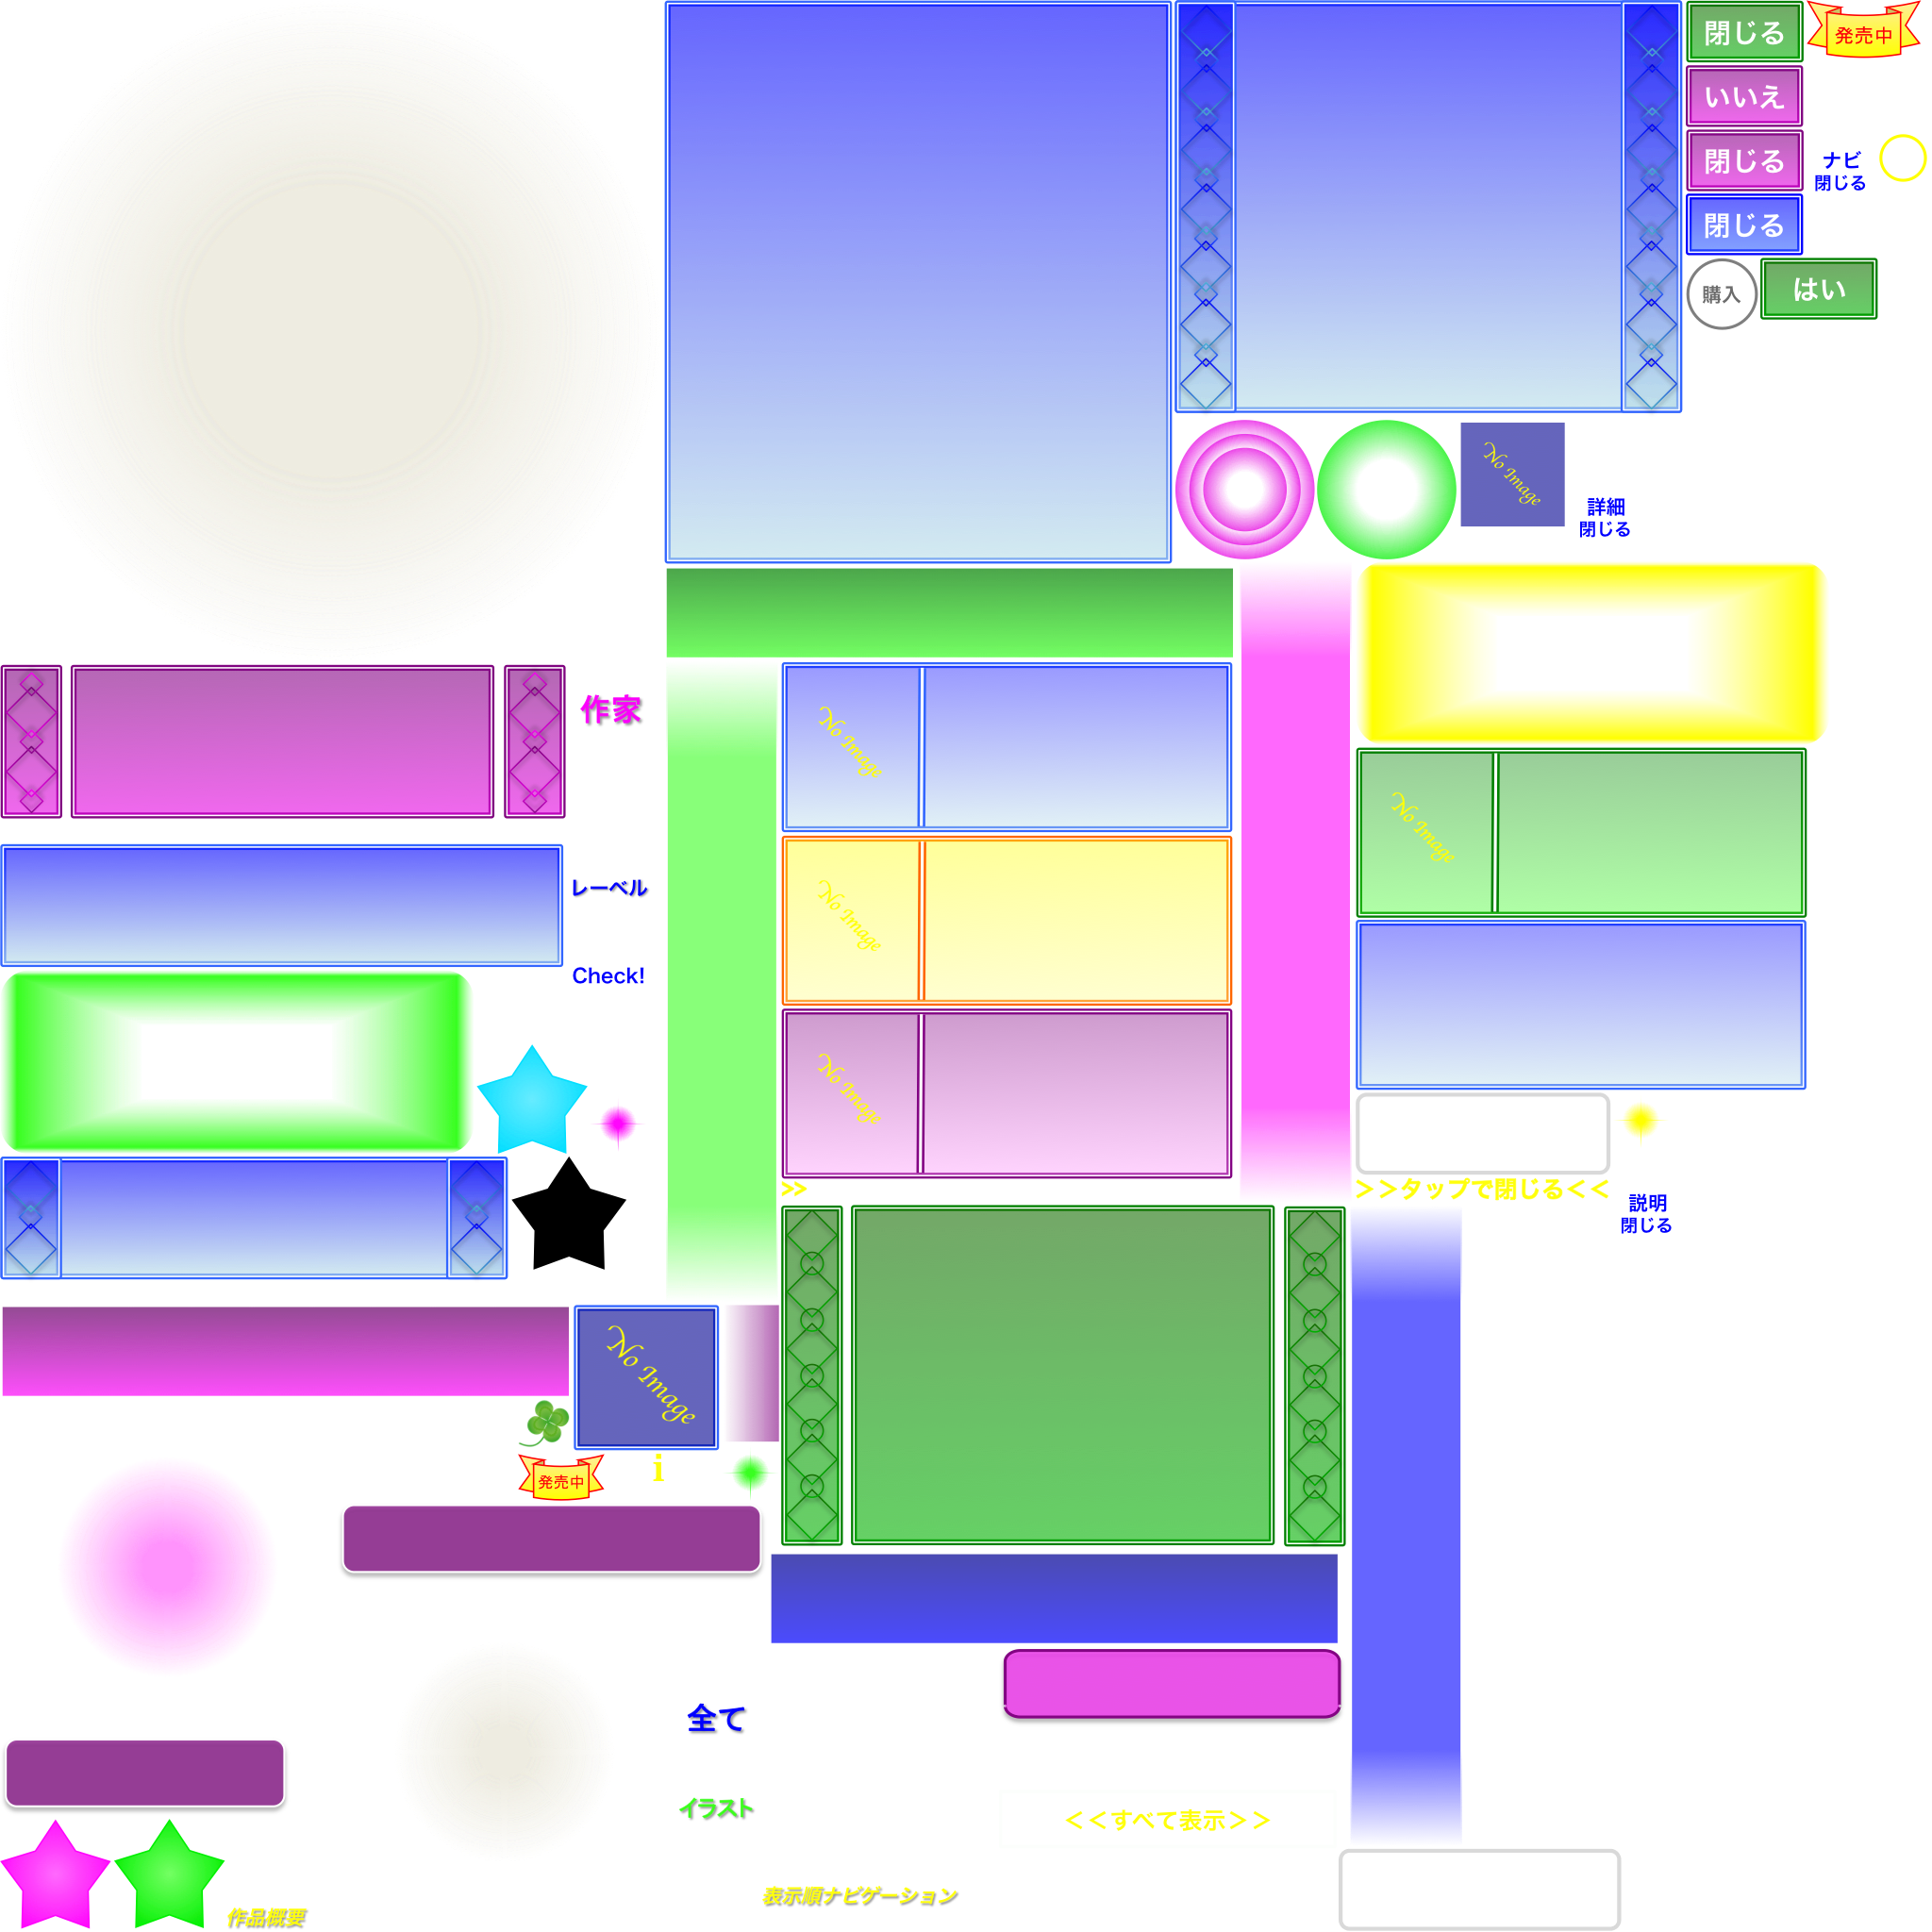 閉じる
発売中
いいえ
閉じる
ナビ
閉じる
閉じる
購入
はい
No Image
詳細
閉じる
作家
No Image
No Image
レーベル
No Image
Check!
No Image
>>
>>タップで閉じる<<
説明
閉じる
No Image
発売中
i
全て
イラスト
<<すべて表示>>
表示順ナビゲーション
作品概要